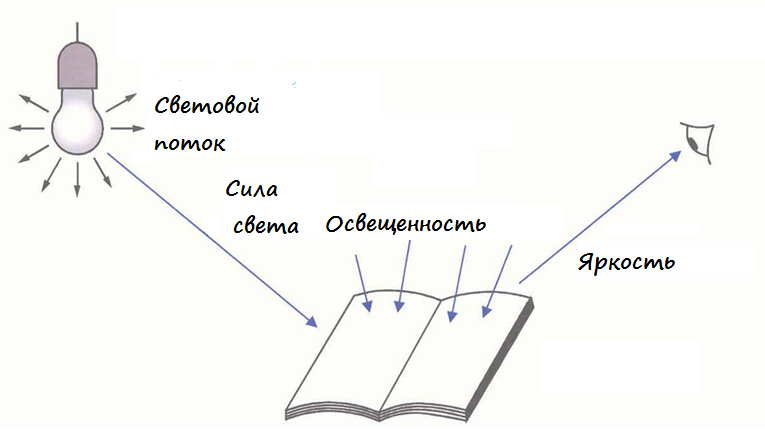 Световой
поток
Сила
света
Освещенность
Яркость